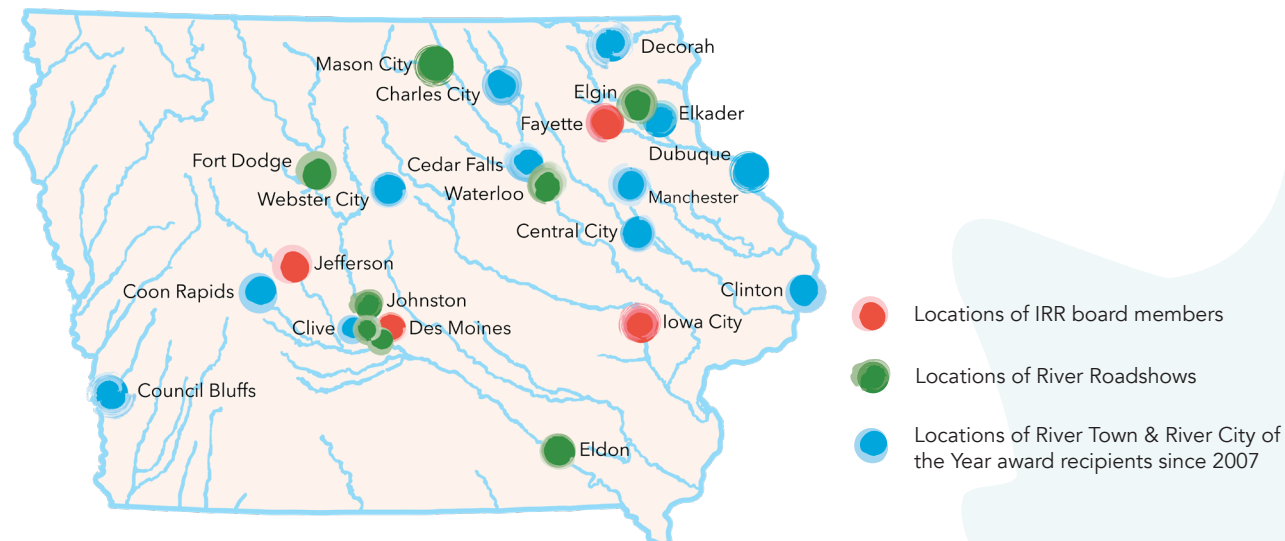 Decorah
Mason City
Charles City
Elgin
Elkader
Fayette
Dubuque
Fort Dodge
Cedar Falls
Webster City
Waterloo
Manchester
Central City
Jefferson
Coon Rapids
Johnston
Clinton
Clive
Des Moines
Iowa City
Council Bluffs
Eldon
Locations of IRR board members
Locations of River Roadshows
Locations of River Town & River City of
the Year award recipients since 2007